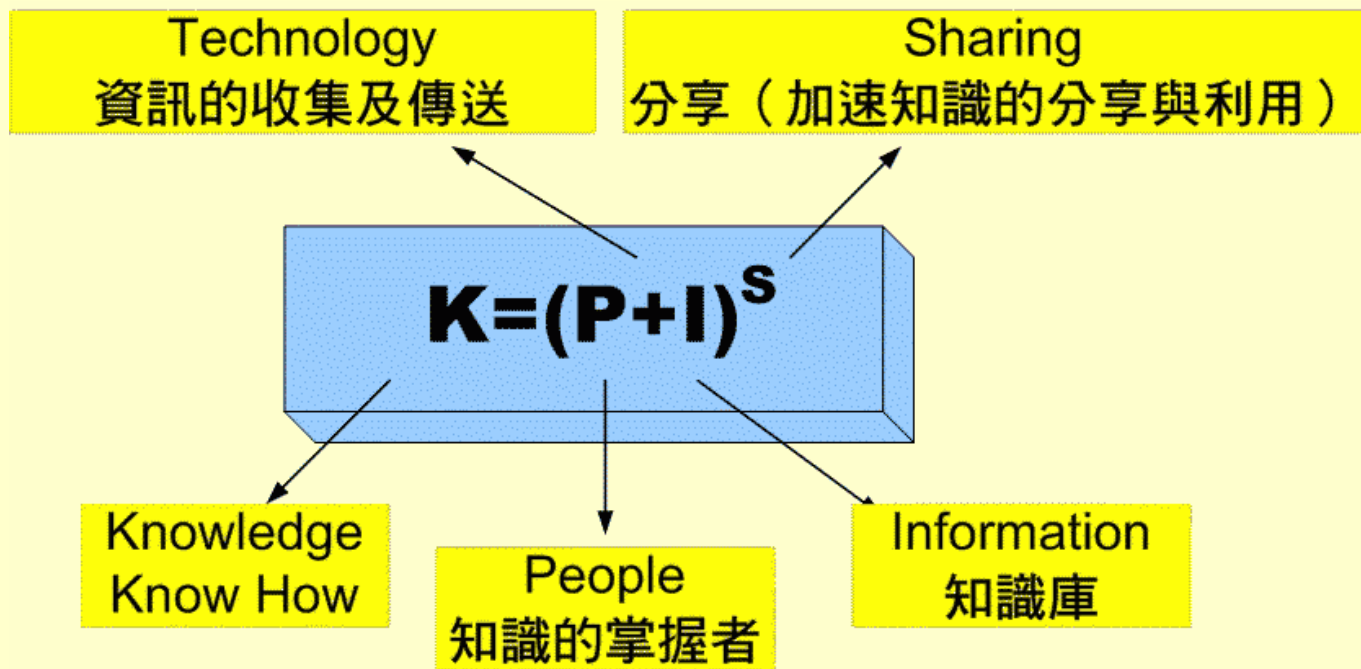 Technology
資訊的收集及傳送
Sharing
分享（加速知識的分享與利用）
K=(P+I)^S
Knowledge
Know How
People
知識的掌握者
Information
知識庫